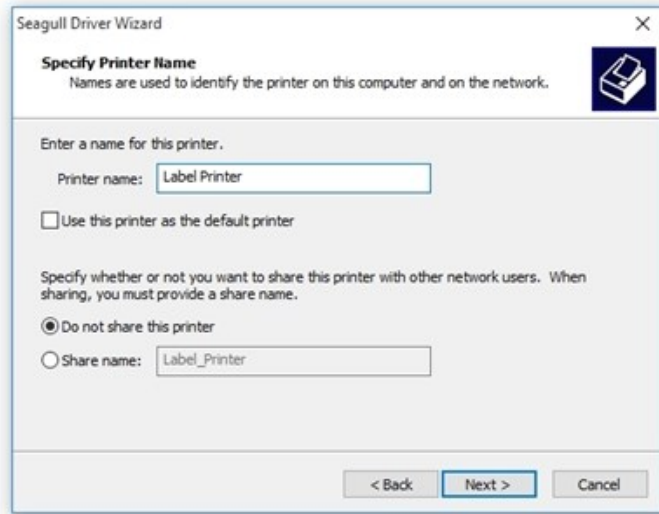 Seagull Driver Wizard
Specify Printer Name
Names are used to identify the printer on this computer and on the network.
Enter a name for this printer.
Printer name: Label Printer
Use this printer as the default printer
Specify whether or not you want to share this printer with other network users. When
sharing, you must provide a share name.
Do not share this printer
Share name: Label_Printer
< Back Next > Cancel